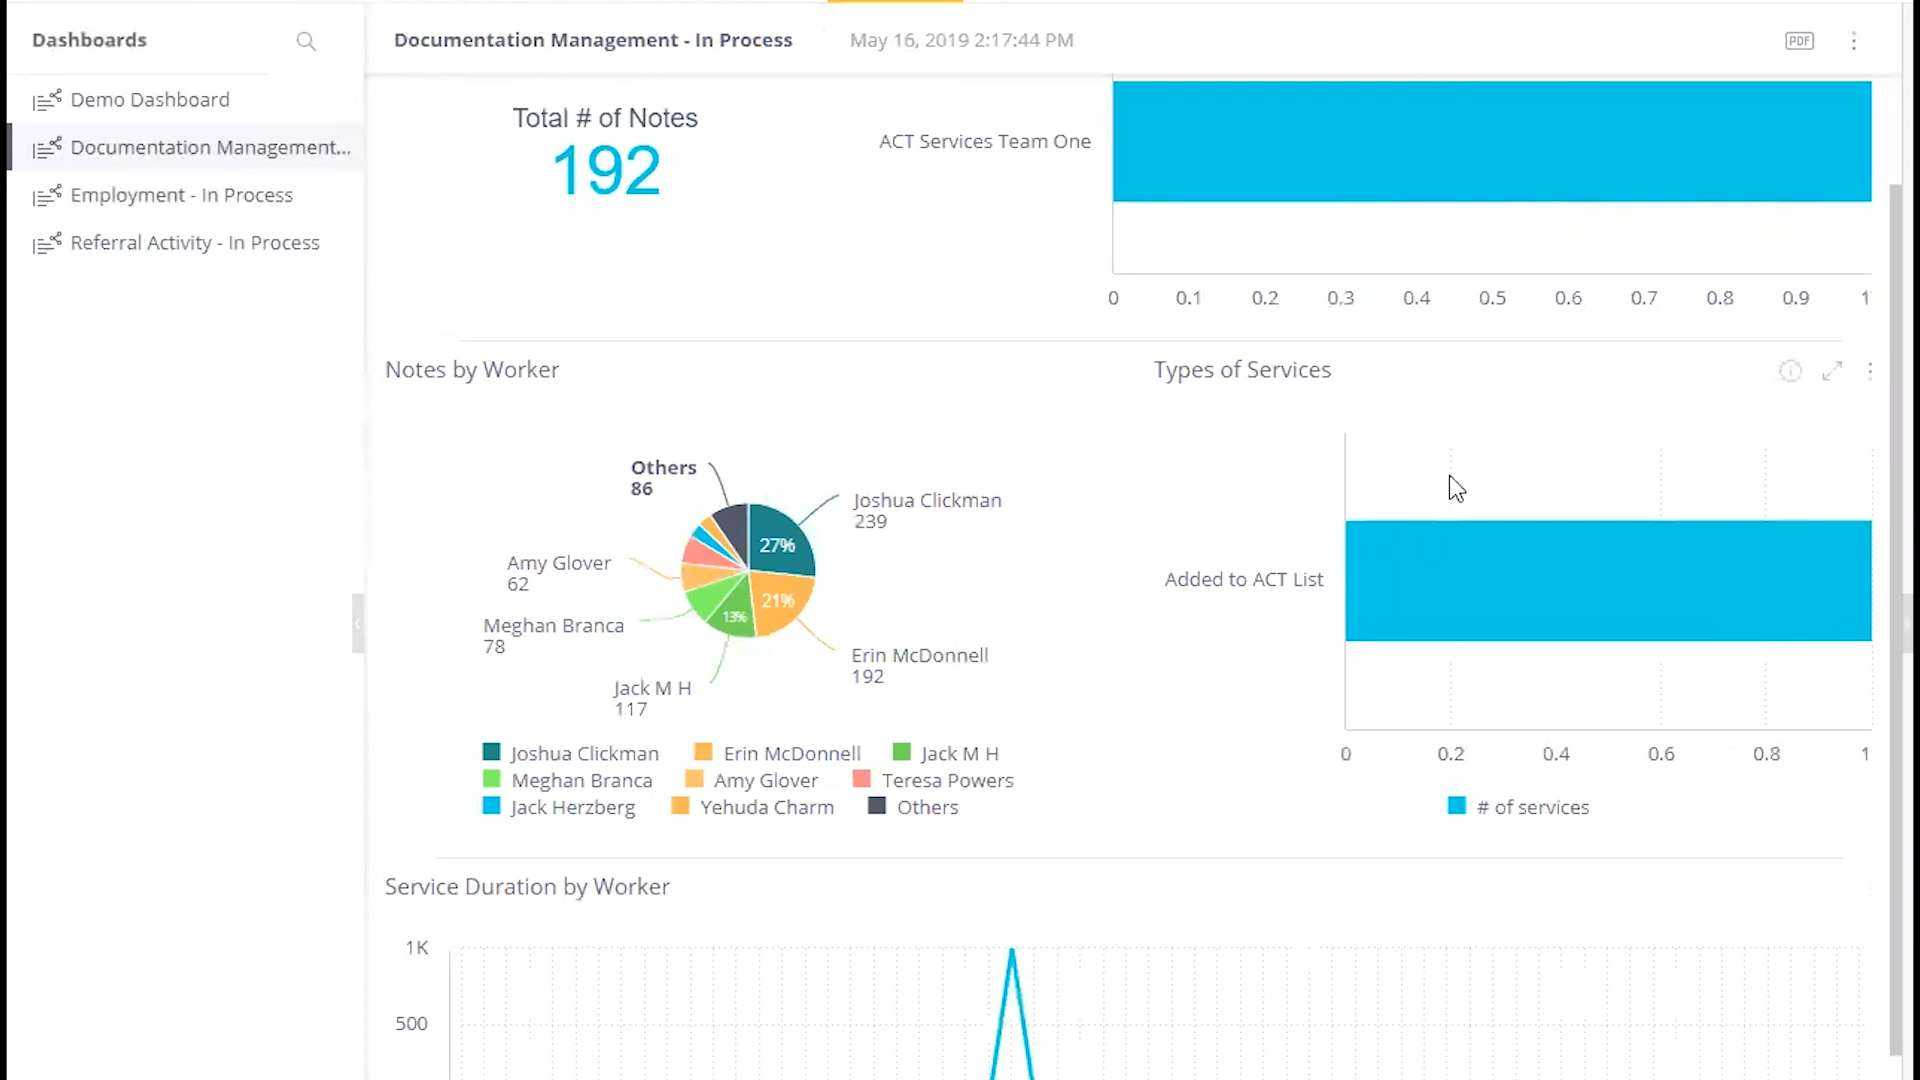 Dashboards
Demo Dashboard
Documentation Management...
Employment - In Process
Referral Activity - In Process
Documentation Management - In Process
May 16, 2019 2:17:44 PM
PDF
Total # of Notes
192
ACT Services Team One
0 0.1 0.2 0.3 0.4 0.5 0.6 0.7 0.8 0.9 1
Notes by Worker
Others
86
Joshua Clickman
239
27%
Amy Glover
62
21%
13%
Meghan Branca
78
Erin McDonnell
192
Jack M H
117
Joshua Clickman Erin McDonnell Jack M H
Meghan Branca Amy Glover Teresa Powers
Jack Herzberg Yehuda Charm Others
Types of Services
Added to ACT List
0 0.2 0.4 0.6 0.8 1
# of services
Service Duration by Worker
1K
500